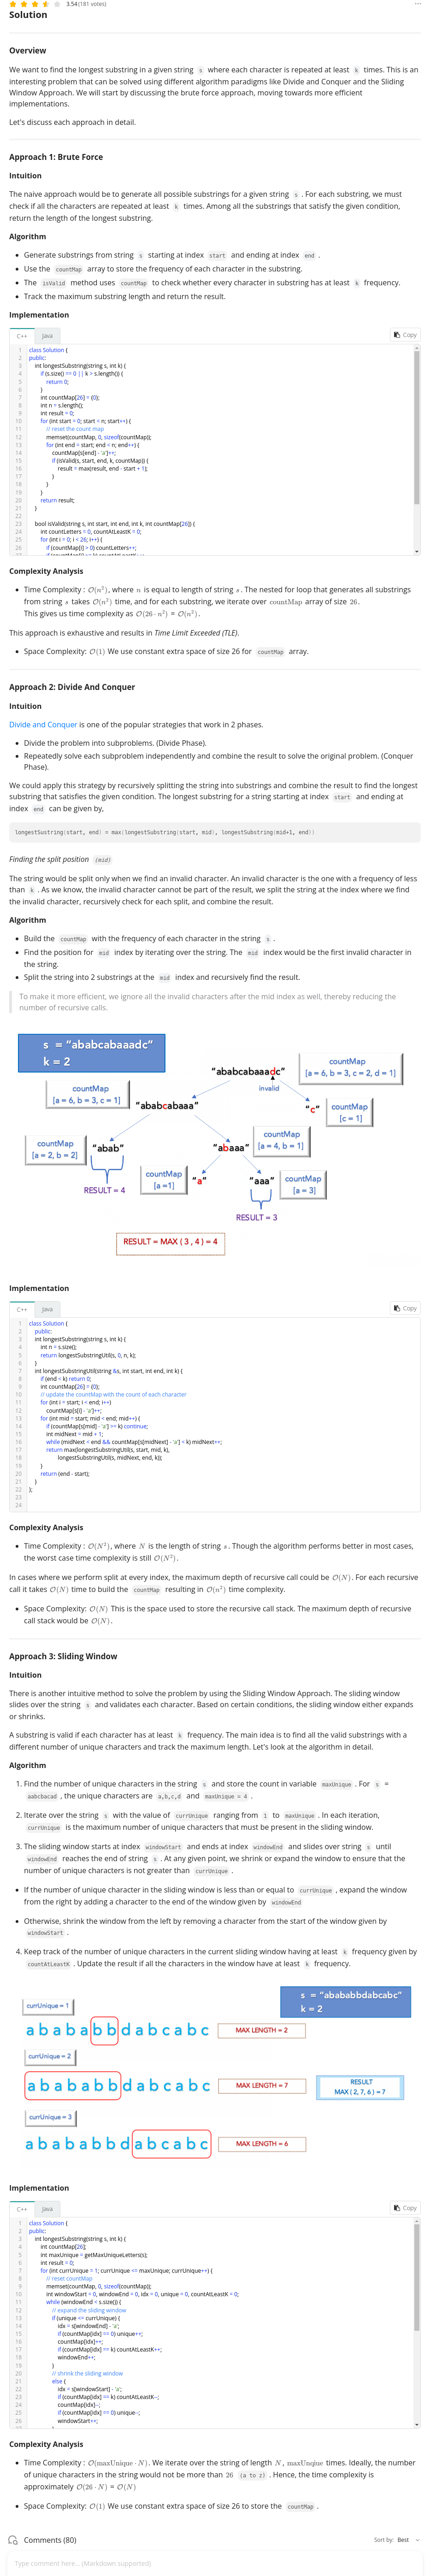 3.54 (181 votes)
Solution
Overview
We want to find the longest substring in a given string s where each character is repeated at least k times. This is an
interesting problem that can be solved using different algorithm paradigms like Divide and Conquer and the Sliding
Window Approach. We will start by discussing the brute force approach, moving towards more efficient
implementations.
Let's discuss each approach in detail.
Approach 1: Brute Force
Intuition
The naive approach would be to generate all possible substrings for a given string s . For each substring, we must
check if all the characters are repeated at least k times. Among all the substrings that satisfy the given condition,
return the length of the longest substring.
Algorithm
• Generate substrings from string s starting at index start and ending at index end .
• Use the countMap array to store the frequency of each character in the substring.
• The isValid method uses countMap to check whether every character in substring has at least k frequency.
• Track the maximum substring length and return the result.
Implementation
C++ Java Copy
1 class Solution {
2 public:
3 int longestSubstring(string s, int k) {
4 if (s.size() == 0 || k > s.length()) {
5 return 0;
6 }
7 int countMap[26] = {0};
8 int n = s.length();
9 int result = 0;
10 for (int start = 0; start < n; start++) {
11 // reset the count map
12 memset(countMap, 0, sizeof(countMap));
13 for (int end = start; end < n; end++) {
14 countMap[s[end] - 'a']++;
15 if (isValid(s, start, end, k, countMap)) {
16 result = max(result, end - start + 1);
17 }
18 }
19 }
20 return result;
21 }
22
23 bool isValid(string s, int start, int end, int k, int countMap[26]) {
24 int countLetters = 0, countAtLeastK = 0;
25 for (int i = 0; i < 26; i++) {
26 if (countMap[i] > 0) countLetters++;
Complexity Analysis
• Time Complexity : O(n²), where n is equal to length of string s. The nested for loop that generates all substrings
from string s takes O(n²) time, and for each substring, we iterate over countMap array of size 26.
This gives us time complexity as O(26 · n²) = O(n²).
This approach is exhaustive and results in Time Limit Exceeded (TLE).
• Space Complexity: O(1) We use constant extra space of size 26 for countMap array.
Approach 2: Divide And Conquer
Intuition
Divide and Conquer is one of the popular strategies that work in 2 phases.
• Divide the problem into subproblems. (Divide Phase).
• Repeatedly solve each subproblem independently and combine the result to solve the original problem. (Conquer
Phase).
We could apply this strategy by recursively splitting the string into substrings and combine the result to find the longest
substring that satisfies the given condition. The longest substring for a string starting at index start and ending at
index end can be given by,
longestSustring(start, end) = max(longestSubstring(start, mid), longestSubstring(mid+1, end))
Finding the split position (mid)
The string would be split only when we find an invalid character. An invalid character is the one with a frequency of less
than k . As we know, the invalid character cannot be part of the result, we split the string at the index where we find
the invalid character, recursively check for each split, and combine the result.
Algorithm
• Build the countMap with the frequency of each character in the string s .
• Find the position for mid index by iterating over the string. The mid index would be the first invalid character in
the string.
• Split the string into 2 substrings at the mid index and recursively find the result.
To make it more efficient, we ignore all the invalid characters after the mid index as well, thereby reducing the
number of recursive calls.
s = "ababcabaaadc"
k = 2
"ababcabaaadc"
countMap
[a = 6, b = 3, c = 2, d = 1]
invalid
countMap
[a = 6, b = 3, c = 1]
"ababcabaaa"
"c"
countMap
[c = 1]
countMap
[a = 2, b = 2]
"abab"
"abaaa"
countMap
[a = 4, b = 1]
RESULT = 4
countMap
[a =1]
"a"
"aaa"
countMap
[a = 3]
RESULT = 3
RESULT = MAX ( 3 , 4 ) = 4
Implementation
C++ Java Copy
1 class Solution {
2 public:
3 int longestSubstring(string s, int k) {
4 int n = s.size();
5 return longestSubstringUtil(s, 0, n, k);
6 }
7 int longestSubstringUtil(string &s, int start, int end, int k) {
8 if (end < k) return 0;
9 int countMap[26] = {0};
10 // update the countMap with the count of each character
11 for (int i = start; i < end; i++)
12 countMap[s[i] - 'a']++;
13 for (int mid = start; mid < end; mid++) {
14 if (countMap[s[mid] - 'a'] >= k) continue;
15 int midNext = mid + 1;
16 while (midNext < end && countMap[s[midNext] - 'a'] < k) midNext++;
17 return max(longestSubstringUtil(s, start, mid, k),
18 longestSubstringUtil(s, midNext, end, k));
19 }
20 return (end - start);
21 }
22 };
23
24
Complexity Analysis
• Time Complexity : O(N²), where N is the length of string s. Though the algorithm performs better in most cases,
the worst case time complexity is still O(N²).
In cases where we perform split at every index, the maximum depth of recursive call could be O(N). For each recursive
call it takes O(N) time to build the countMap resulting in O(n²) time complexity.
• Space Complexity: O(N) This is the space used to store the recursive call stack. The maximum depth of recursive
call stack would be O(N).
Approach 3: Sliding Window
Intuition
There is another intuitive method to solve the problem by using the Sliding Window Approach. The sliding window
slides over the string s and validates each character. Based on certain conditions, the sliding window either expands
or shrinks.
A substring is valid if each character has at least k frequency. The main idea is to find all the valid substrings with a
different number of unique characters and track the maximum length. Let's look at the algorithm in detail.
Algorithm
1. Find the number of unique characters in the string s and store the count in variable maxUnique . For s =
aabcbacad , the unique characters are a,b,c,d and maxUnique = 4 .
2. Iterate over the string s with the value of currUnique ranging from 1 to maxUnique . In each iteration,
currUnique is the maximum number of unique characters that must be present in the sliding window.
3. The sliding window starts at index windowStart and ends at index windowEnd and slides over string s until
windowEnd reaches the end of string s . At any given point, we shrink or expand the window to ensure that the
number of unique characters is not greater than currUnique .
• If the number of unique character in the sliding window is less than or equal to currUnique , expand the window
from the right by adding a character to the end of the window given by windowEnd
• Otherwise, shrink the window from the left by removing a character from the start of the window given by
windowStart .
4. Keep track of the number of unique characters in the current sliding window having at least k frequency given by
countAtLeastK . Update the result if all the characters in the window have at least k frequency.
s = "abababbdabcabc"
k = 2
currUnique = 1
a b a b a b b d a b c a b c
MAX LENGTH = 2
currUnique = 2
a b a b a b b d a b c a b c
MAX LENGTH = 7
RESULT
MAX ( 2, 7, 6 ) = 7
currUnique = 3
a b a b a b b d a b c a b c
MAX LENGTH = 6
Implementation
C++ Java Copy
1 class Solution {
2 public:
3 int longestSubstring(string s, int k) {
4 int countMap[26];
5 int maxUnique = getMaxUniqueLetters(s);
6 int result = 0;
7 for (int currUnique = 1; currUnique <= maxUnique; currUnique++) {
8 // reset countMap
9 memset(countMap, 0, sizeof(countMap));
10 int windowStart = 0, windowEnd = 0, idx = 0, unique = 0, countAtLeastK = 0;
11 while (windowEnd < s.size()) {
12 // expand the sliding window
13 if (unique <= currUnique) {
14 idx = s[windowEnd] - 'a';
15 if (countMap[idx] == 0) unique++;
16 countMap[idx]++;
17 if (countMap[idx] == k) countAtLeastK++;
18 windowEnd++;
19 }
20 // shrink the sliding window
21 else {
22 idx = s[windowStart] - 'a';
23 if (countMap[idx] == k) countAtLeastK--;
24 countMap[idx]--;
25 if (countMap[idx] == 0) unique--;
26 windowStart++;
Complexity Analysis
• Time Complexity : O(maxUnique · N). We iterate over the string of length N, maxUnqiue times. Ideally, the number
of unique characters in the string would not be more than 26 (a to z) . Hence, the time complexity is
approximately O(26 · N) = O(N)
• Space Complexity: O(1) We use constant extra space of size 26 to store the countMap .
Comments (80) Sort by: Best
Type comment here... (Markdown supported)